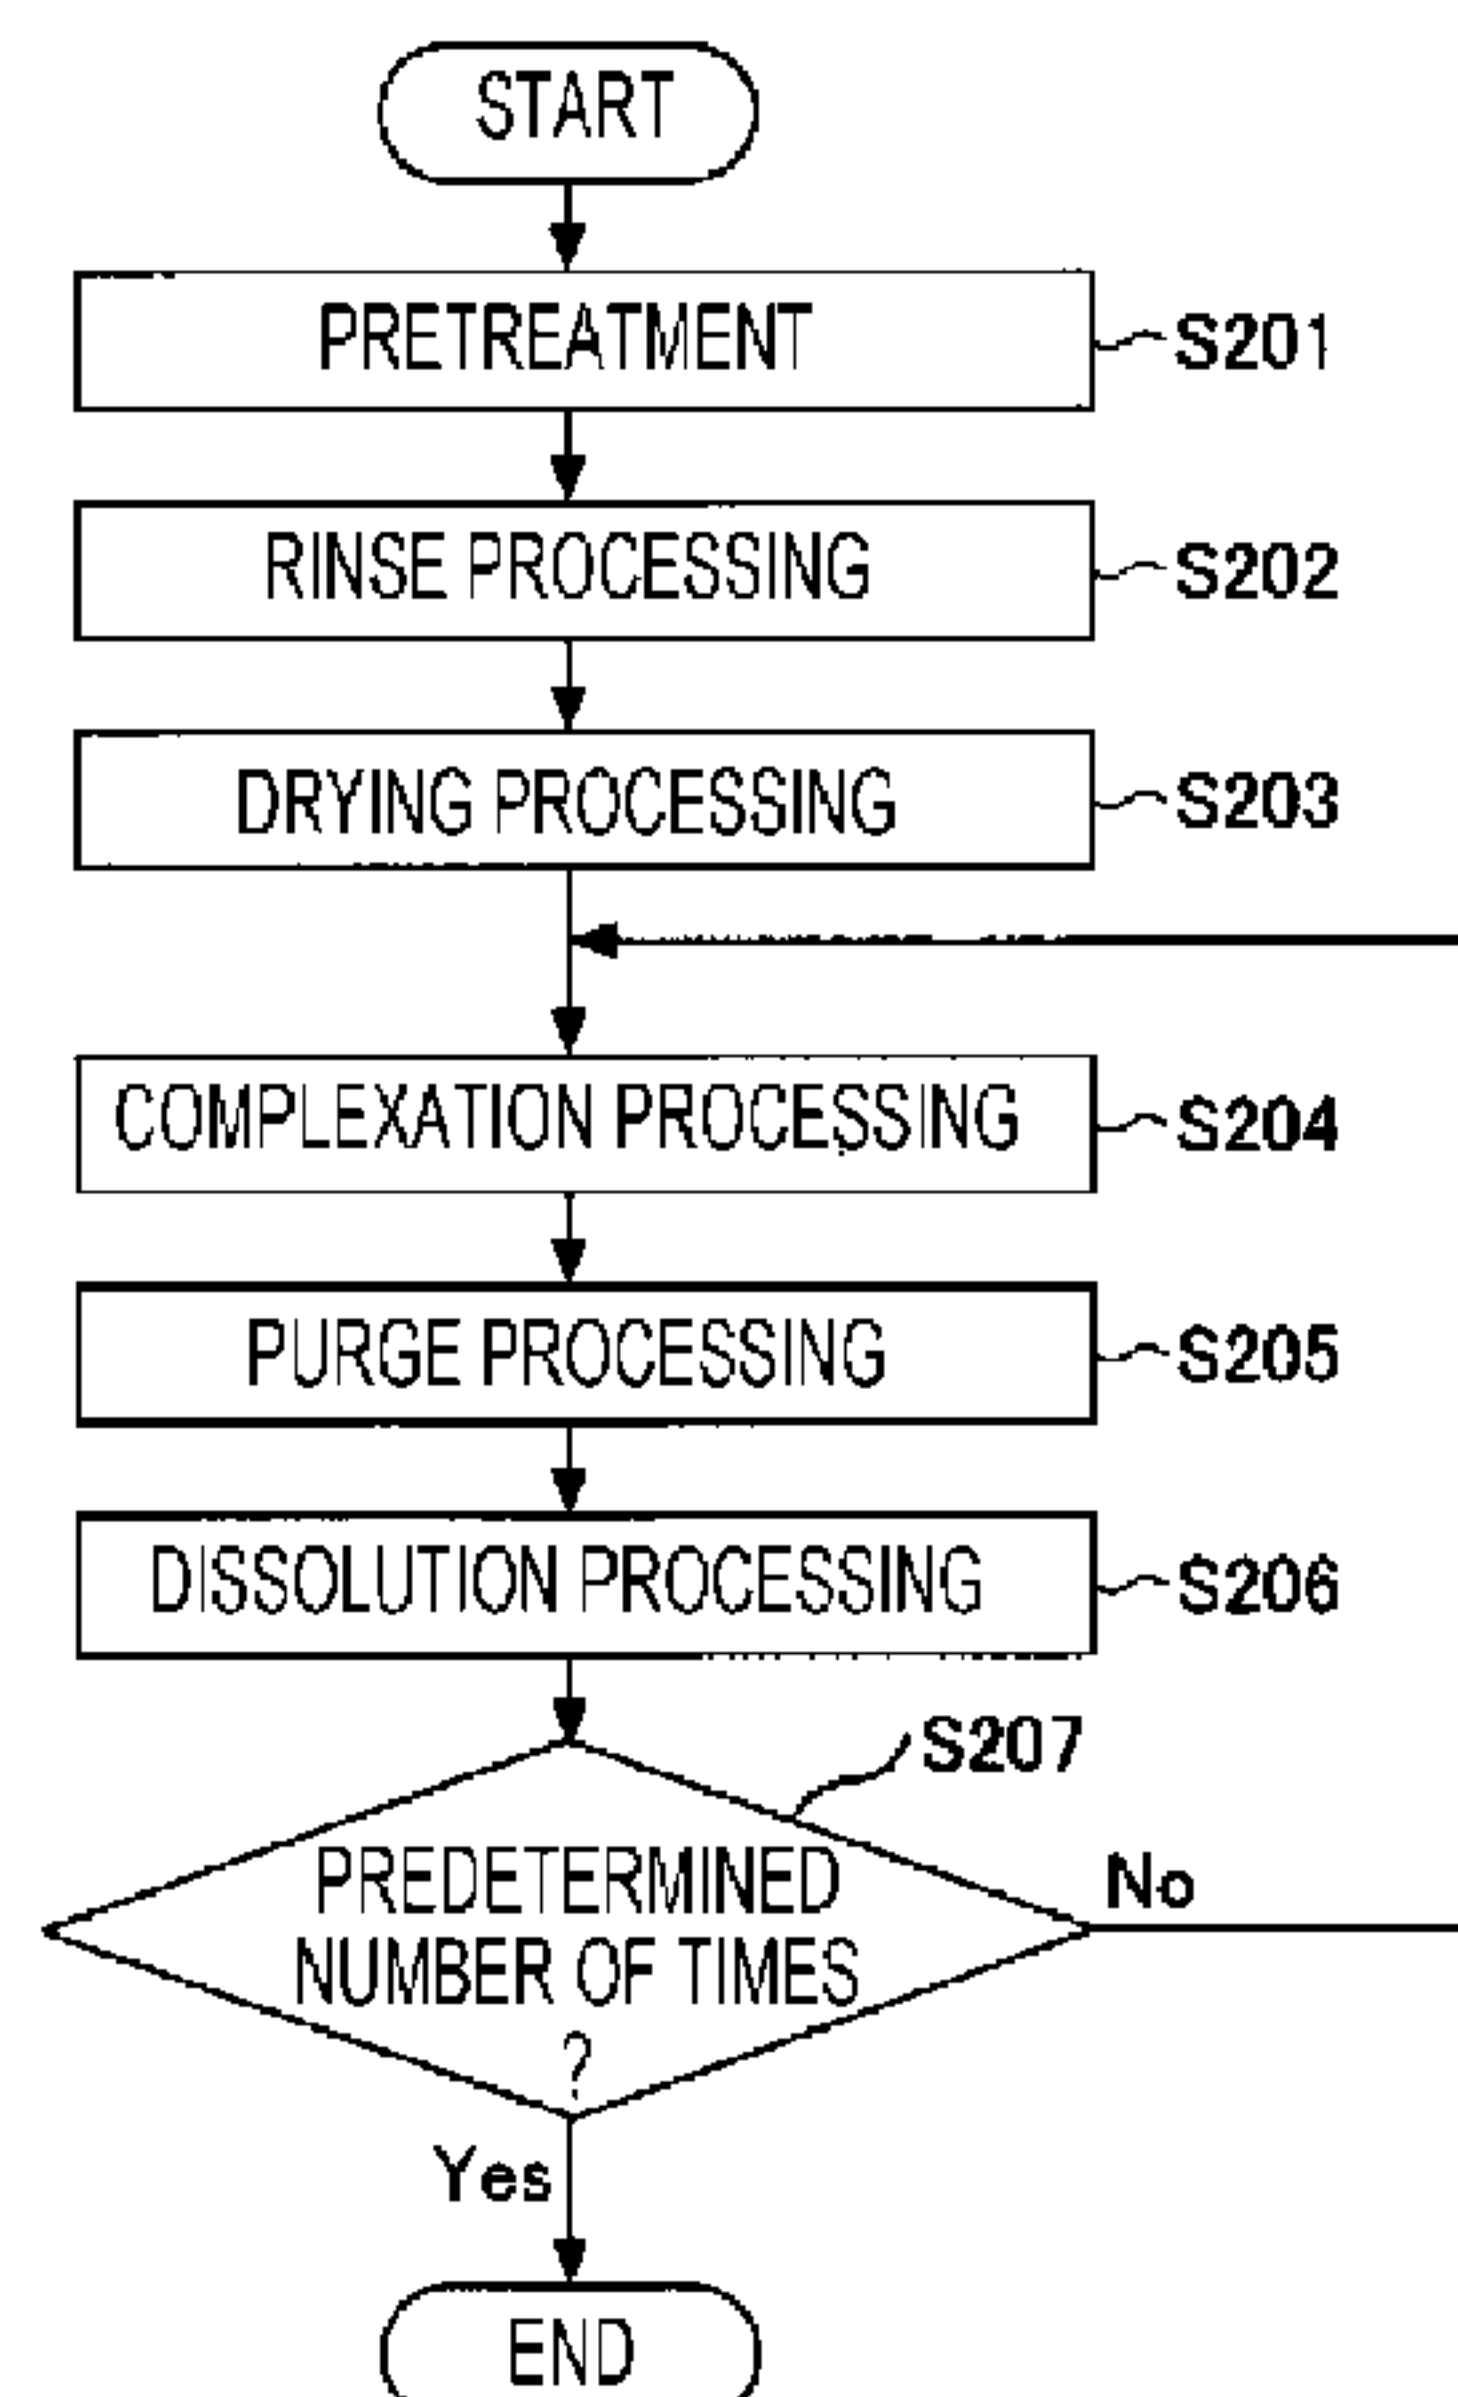 START
PRETREATMENT
S201
RINSE PROCESSING
S202
DRYING PROCESSING
S203
COMPLEXATION PROCESSING
S204
PURGE PROCESSING
S205
DISSOLUTION PROCESSING
S206
S207
PREDETERMINED
NUMBER OF TIMES
?
No
Yes
END